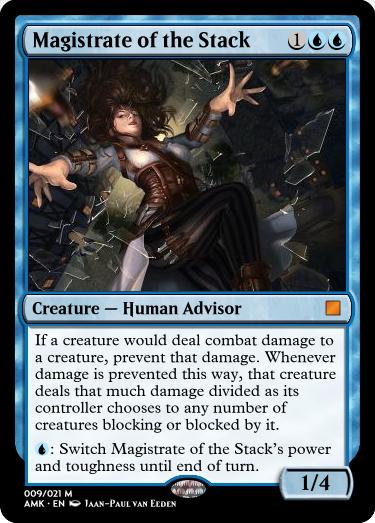 Magistrate of the Stack 1
Creature — Human Advisor
If a creature would deal combat damage to
a creature, prevent that damage. Whenever
damage is prevented this way, that creature
deals that much damage divided as its
controller chooses to any number of
creatures blocking or blocked by it.
: Switch Magistrate of the Stack's power
and toughness until end of turn.
1/4
009/021 M
AMK • EN Jaan-Paul van Eeden